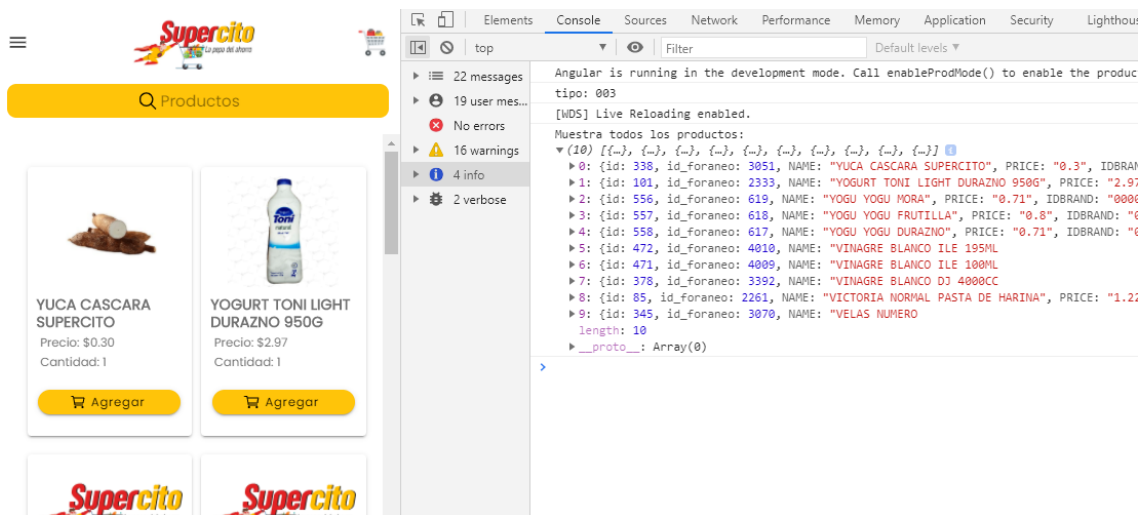 Supercito
La papa del ahorro
Productos
YUCA CASCARA
SUPERCITO
Precio: $0.30
Cantidad: 1
Agregar
YOGURT TONI LIGHT
DURAZNO 950G
Precio: $2.97
Cantidad: 1
Agregar
Toni
natural
Supercito
Supercito
Elements Console Sources Network Performance Memory Application Security Lighthous
top Filter Default levels ▼
22 messages
19 user mes...
No errors
16 warnings
4 info
2 verbose
Angular is running in the development mode. Call enableProdMode() to enable the produc
tipo: 003
[WDS] Live Reloading enabled.
Muestra todos los productos:
▼(10) [{…}, {…}, {…}, {…}, {…}, {…}, {…}, {…}, {…}, {…}]
▶0: {id: 338, id_foraneo: 3051, NAME: "YUCA CASCARA SUPERCITO", PRICE: "0.3", IDBRAN
▶1: {id: 101, id_foraneo: 2333, NAME: "YOGURT TONI LIGHT DURAZNO 950G", PRICE: "2.97
▶2: {id: 556, id_foraneo: 619, NAME: "YOGU YOGU MORA", PRICE: "0.71", IDBRAND: "0000
▶3: {id: 557, id_foraneo: 618, NAME: "YOGU YOGU FRUTILLA", PRICE: "0.8", IDBRAND: "0
▶4: {id: 558, id_foraneo: 617, NAME: "YOGU YOGU DURAZNO", PRICE: "0.71", IDBRAND: "0
▶5: {id: 472, id_foraneo: 4010, NAME: "VINAGRE BLANCO ILE 195ML
▶6: {id: 471, id_foraneo: 4009, NAME: "VINAGRE BLANCO ILE 100ML
▶7: {id: 378, id_foraneo: 3392, NAME: "VINAGRE BLANCO DJ 4000CC
▶8: {id: 85, id_foraneo: 2261, NAME: "VICTORIA NORMAL PASTA DE HARINA", PRICE: "1.22
▶9: {id: 345, id_foraneo: 3070, NAME: "VELAS NUMERO
length: 10
▶__proto__: Array(0)